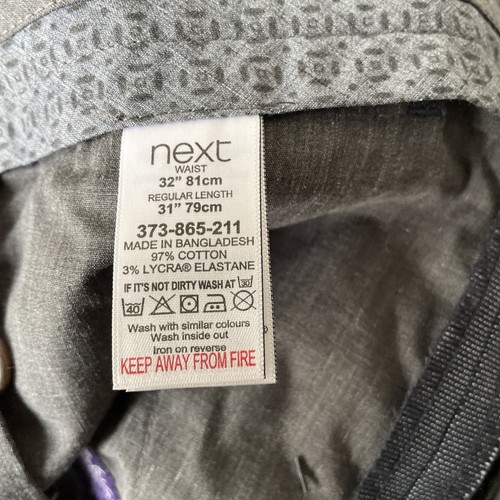 next
WAIST
32" 81cm
REGULAR LENGTH
31" 79cm
373-865-211
MADE IN BANGLADESH
97% COTTON
3% LYCRA® ELASTANE
IF IT'S NOT DIRTY WASH AT 30
40
Wash with similar colours
Wash inside out
Iron on reverse
KEEP AWAY FROM FIRE